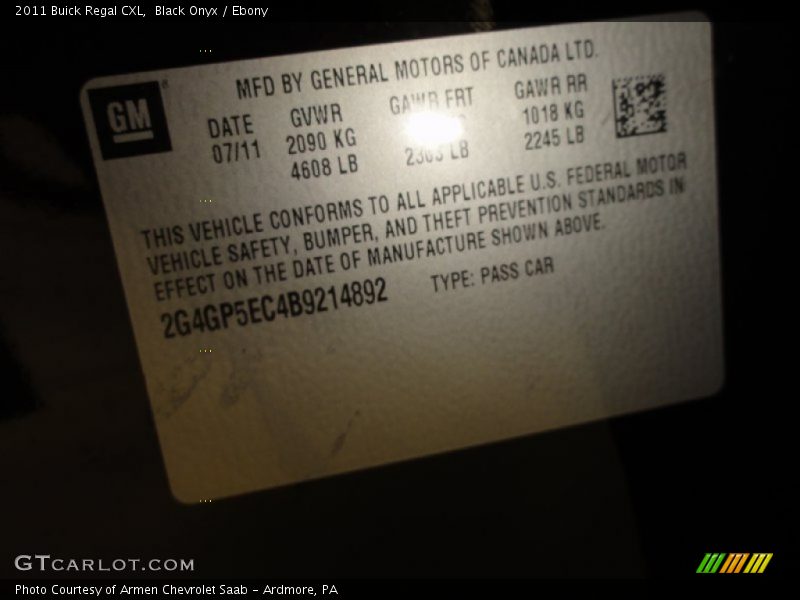 2011 Buick Regal CXL,  Black Onyx / Ebony
MFD BY GENERAL MOTORS OF CANADA LTD.
GM
DATE GVWR GAWR FRT GAWR RR
07/11 2090 KG 1018 KG
4608 LB LB 2245 LB
THIS VEHICLE CONFORMS TO ALL APPLICABLE U.S. FEDERAL MOTOR
VEHICLE SAFETY, BUMPER, AND THEFT PREVENTION STANDARDS IN
EFFECT ON THE DATE OF MANUFACTURE SHOWN ABOVE.
2G4GP5EC4B9214892 TYPE: PASS CAR
GTCARLOT.COM
Photo Courtesy of Armen Chevrolet Saab - Ardmore, PA